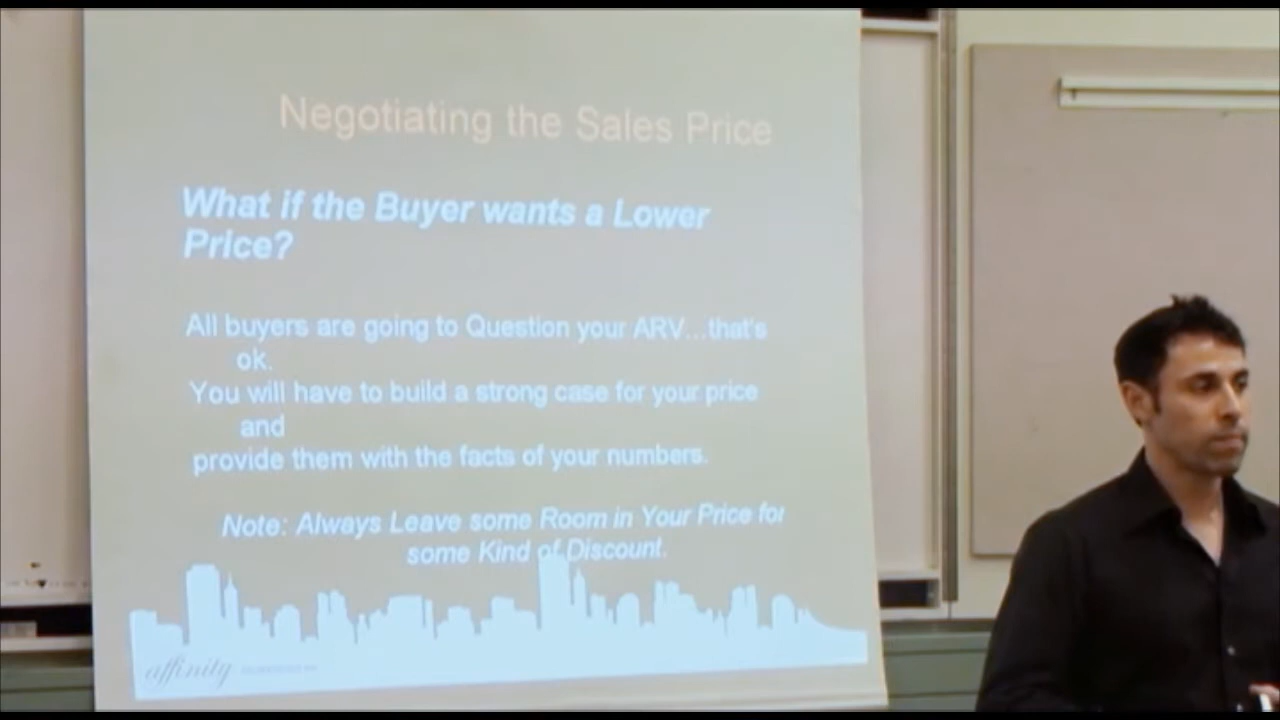 Negotiating the Sales Price
What if the Buyer wants a Lower
Price?
All buyers are going to Question your ARV...that's
ok.
You will have to build a strong case for your price
and
provide them with the facts of your numbers.
Note: Always Leave some Room in Your Price for
some Kind of Discount.
affinity